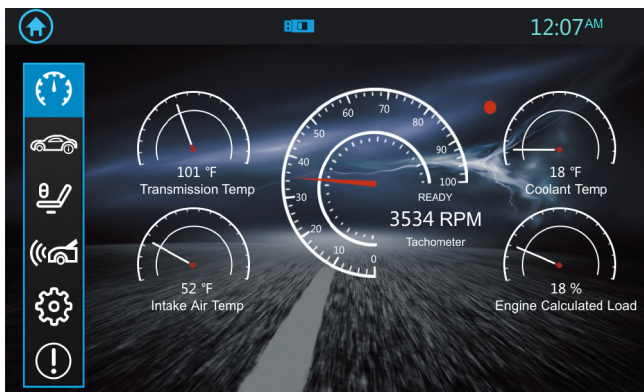 12:07AM
101 °F
Transmission Temp
52 °F
Intake Air Temp
0
10
20
30
40
50
60
70
80
90
100
READY
3534 RPM
Tachometer
18 °F
Coolant Temp
18 %
Engine Calculated Load